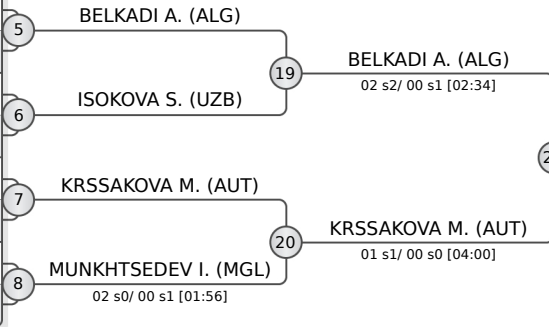 5
BELKADI A. (ALG)
19
BELKADI A. (ALG)
02 s2/ 00 s1 [02:34]
6
ISOKOVA S. (UZB)
2
7
KRSSAKOVA M. (AUT)
20
KRSSAKOVA M. (AUT)
01 s1/ 00 s0 [04:00]
8
MUNKHTSEDEV I. (MGL)
02 s0/ 00 s1 [01:56]